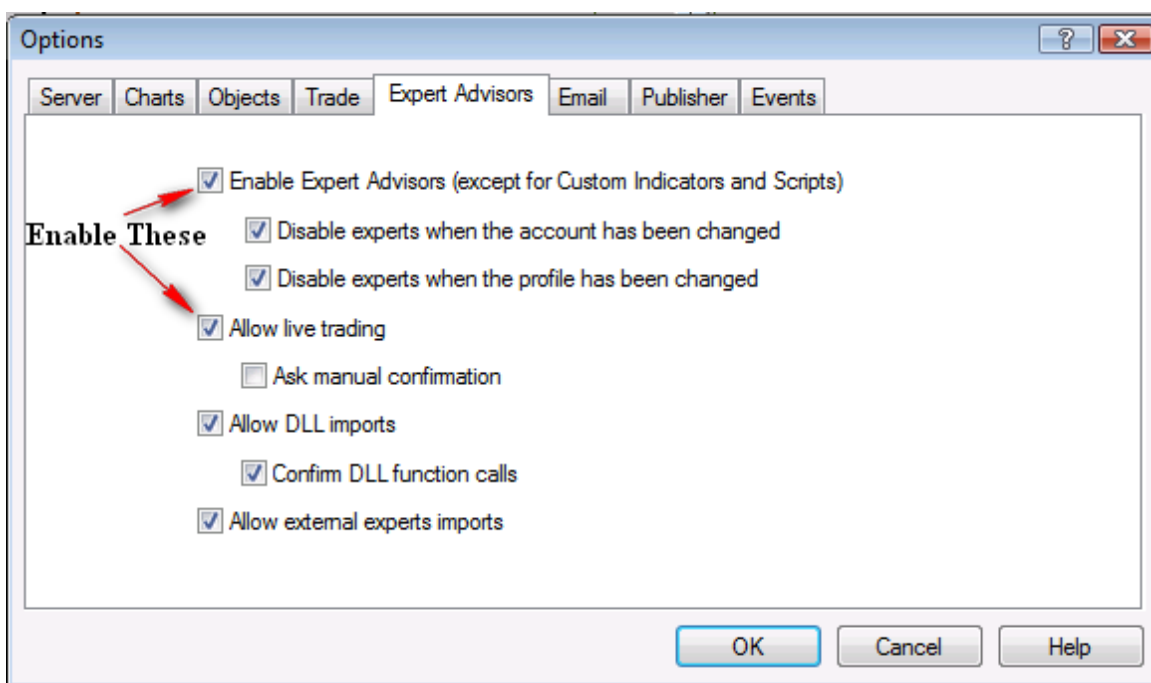 Options
Server Charts Objects Trade Expert Advisors Email Publisher Events
Enable Expert Advisors (except for Custom Indicators and Scripts)
Enable These
Disable experts when the account has been changed
Disable experts when the profile has been changed
Allow live trading
Ask manual confirmation
Allow DLL imports
Confirm DLL function calls
Allow external experts imports
OK Cancel Help